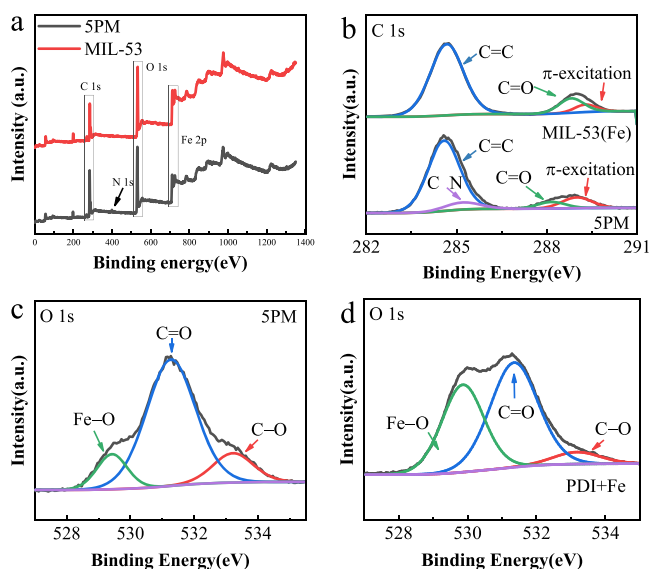 a
5PM
MIL-53
C 1s
O 1s
N 1s
Fe 2p
Intensity (a.u.)
0 200 400 600 800 1000 1200 1400
Binding energy(eV)
b
C 1s
C=C
C=O
π-excitation
MIL-53(Fe)
C=C
C N
C=O
π-excitation
5PM
Intensity(a.u.)
282 285 288 291
Binding Energy(eV)
c
O 1s
5PM
C=O
Fe–O
C–O
Intensity(a.u.)
528 530 532 534
Binding Energy(eV)
d
O 1s
Fe–O
C=O
C–O
PDI+Fe
Intensity(a.u.)
528 530 532 534
Binding Energy(eV)